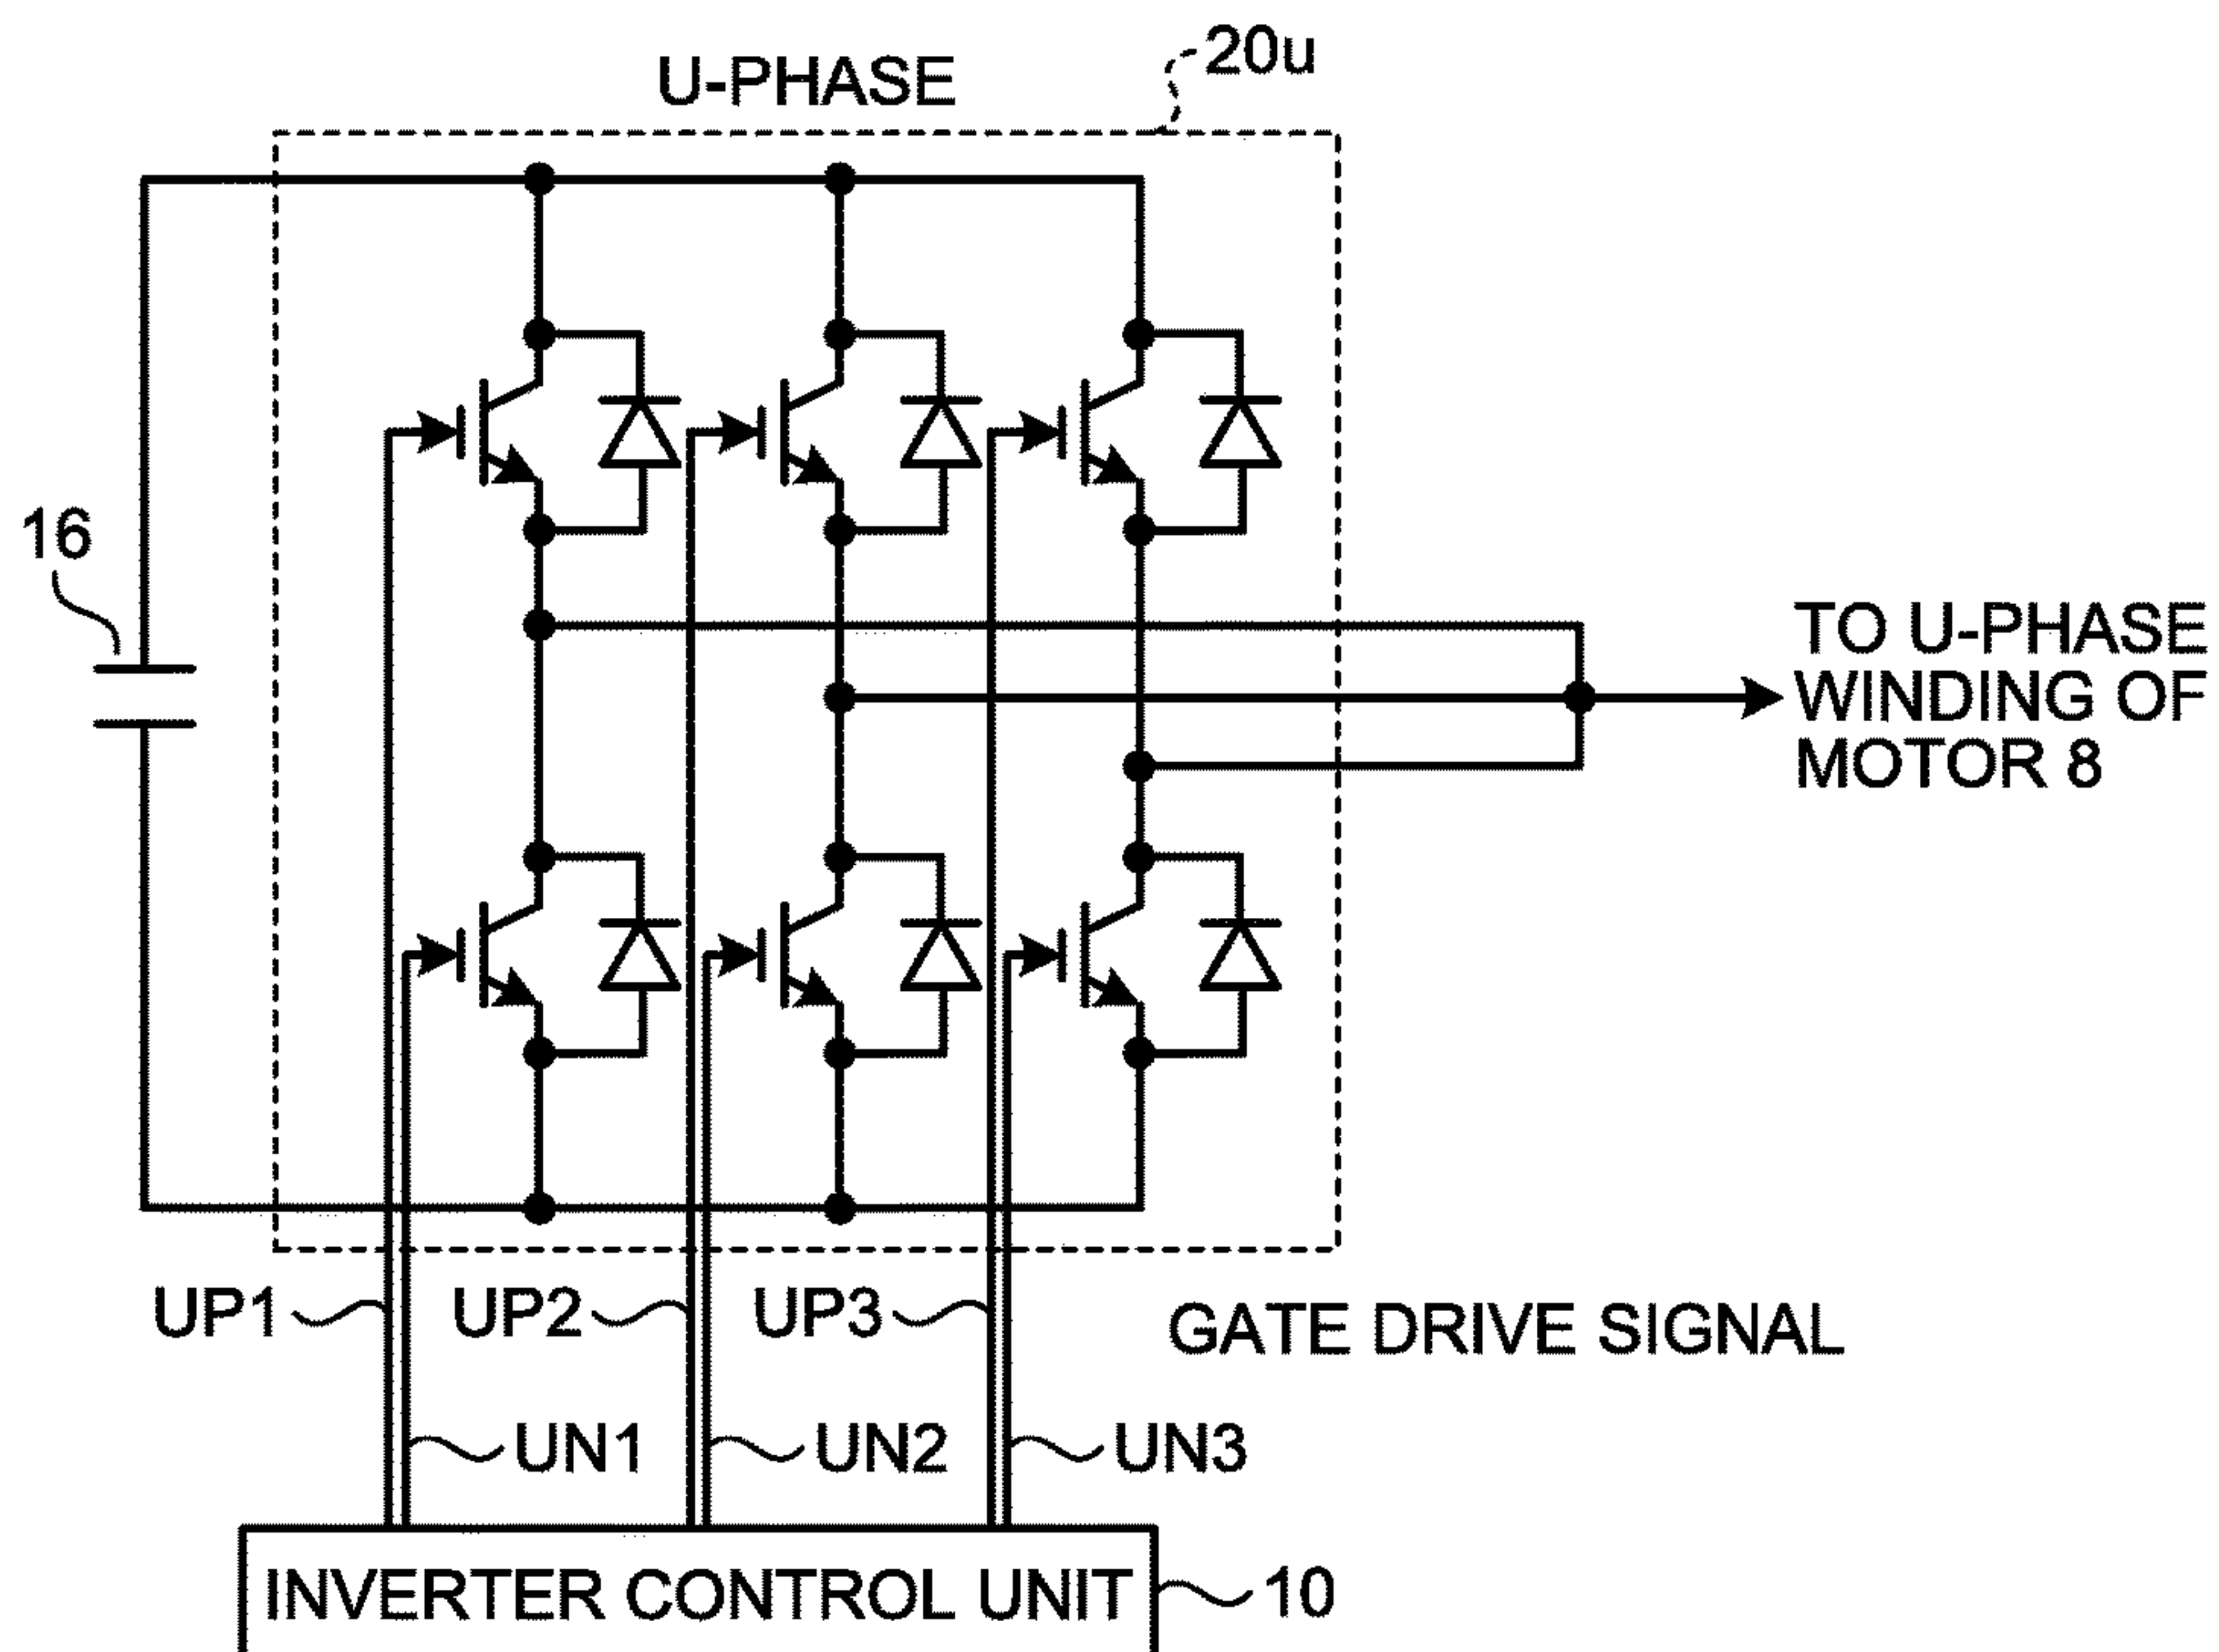 20u
U-PHASE
16
TO U-PHASE
WINDING OF
MOTOR 8
UP1
UP2
UP3
GATE DRIVE SIGNAL
UN1
UN2
UN3
INVERTER CONTROL UNIT
10